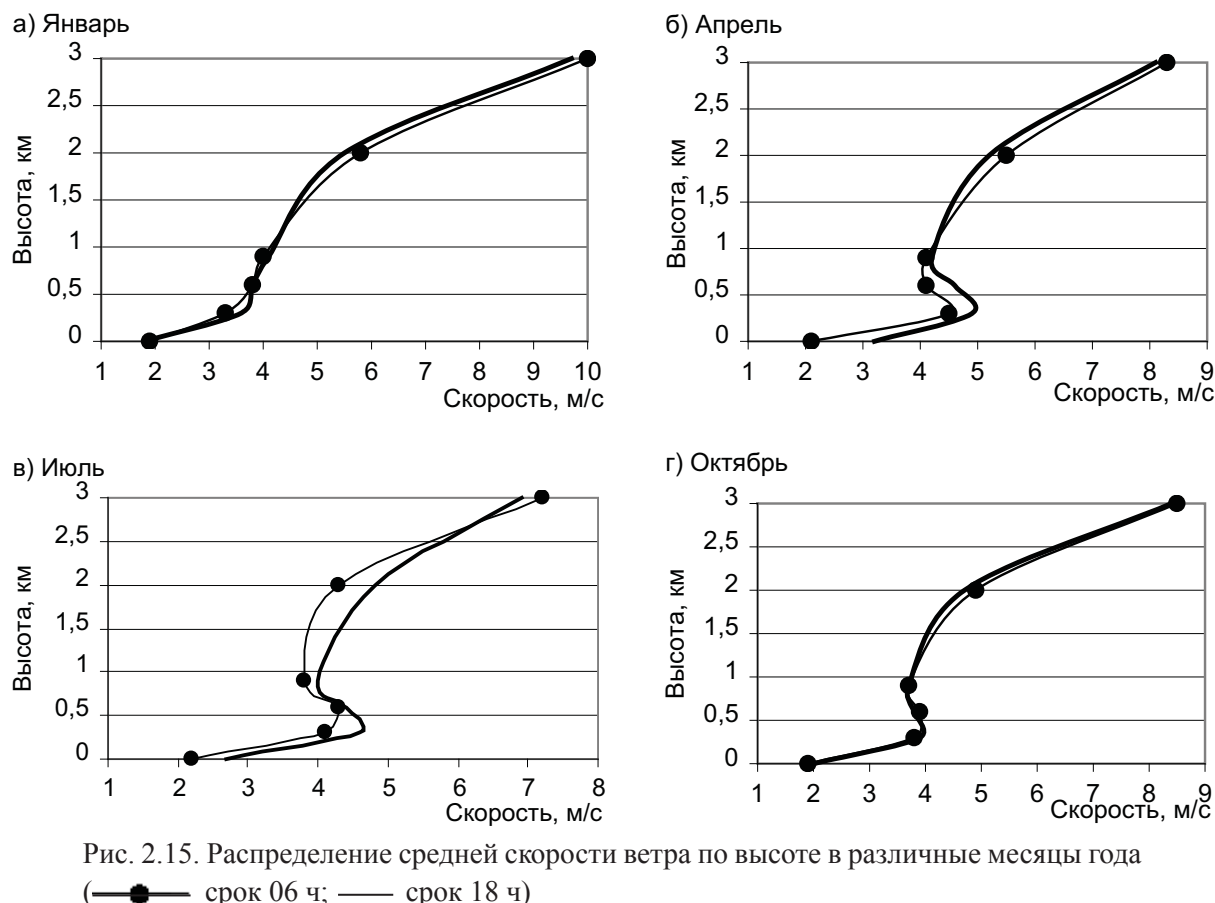 а) Январь
3
2,5
2
1,5
1
0,5
0
Высота, км
1 2 3 4 5 6 7 8 9 10
Скорость, м/с
б) Апрель
3
2,5
2
1,5
1
0,5
0
Высота, км
1 2 3 4 5 6 7 8 9
Скорость, м/с
в) Июль
3
2,5
2
1,5
1
0,5
0
Высота, км
1 2 3 4 5 6 7 8
Скорость, м/с
г) Октябрь
3
2,5
2
1,5
1
0,5
0
Высота, км
1 2 3 4 5 6 7 8 9
Скорость, м/с
Рис. 2.15. Распределение средней скорости ветра по высоте в различные месяцы года
( срок 06 ч; срок 18 ч)